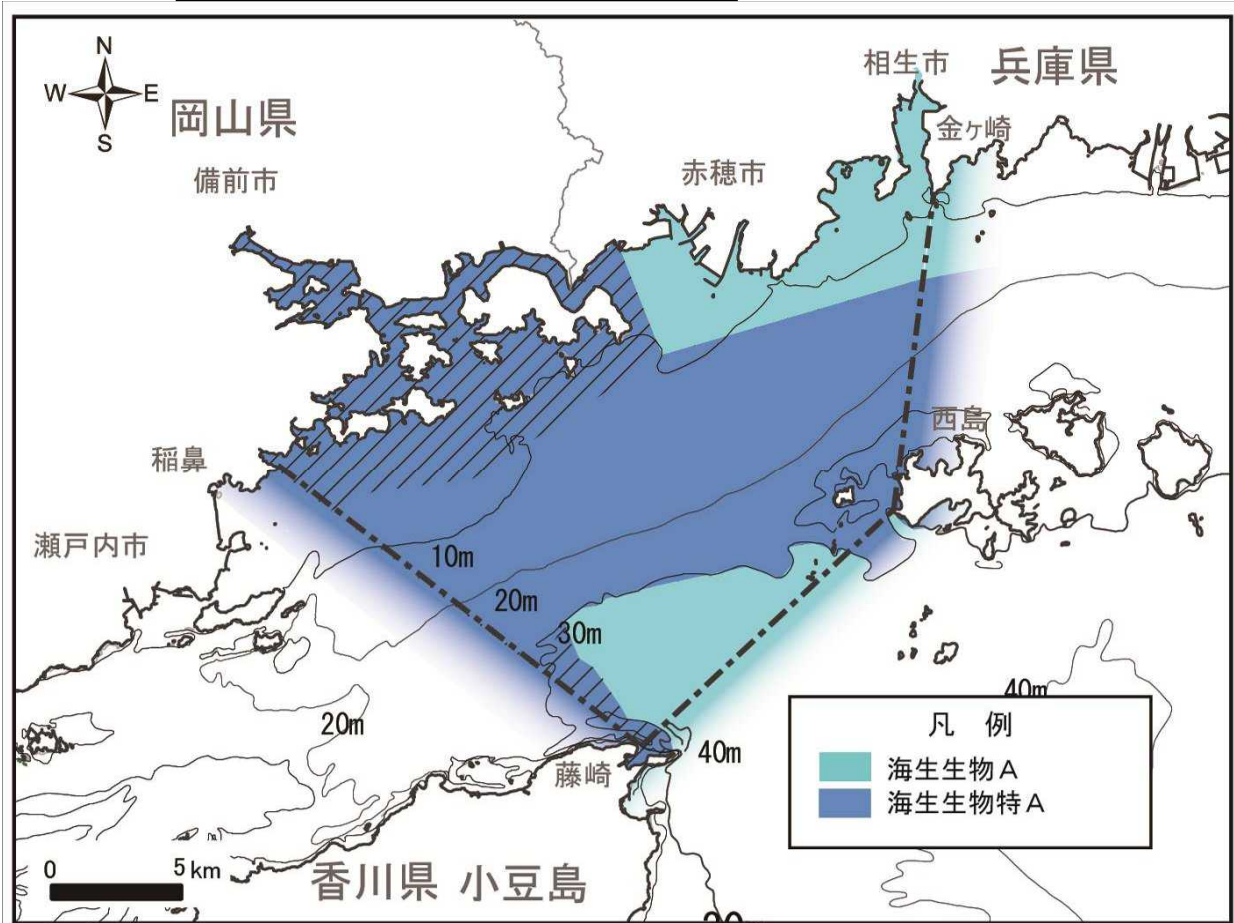 N
W
E
S
岡山県
備前市
相生市
兵庫県
金ヶ崎
赤穂市
西島
稲鼻
瀬戸内市
10m
20m
30m
20m
40m
40m
藤崎
香川県 小豆島
0
5 km
凡 例
海生生物A
海生生物特A